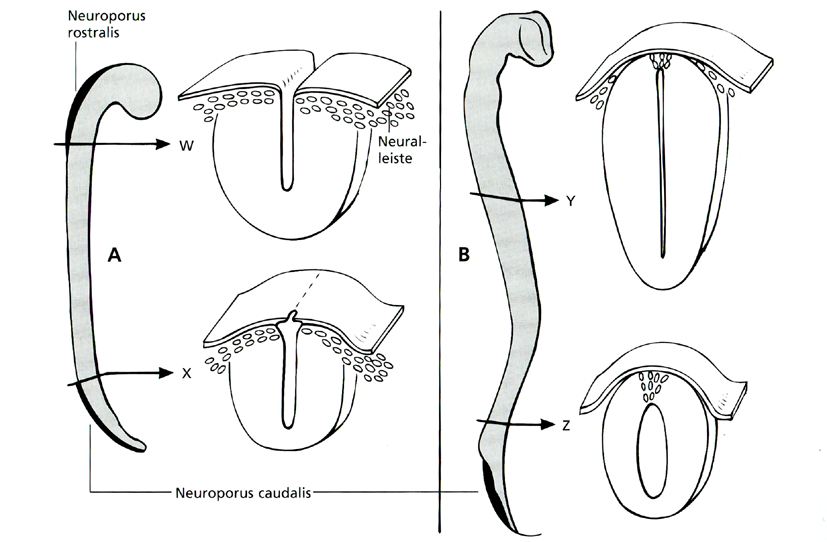 Neuroporus
rostralis
W
Neural-
leiste
A
X
Neuroporus caudalis
B
Y
Z